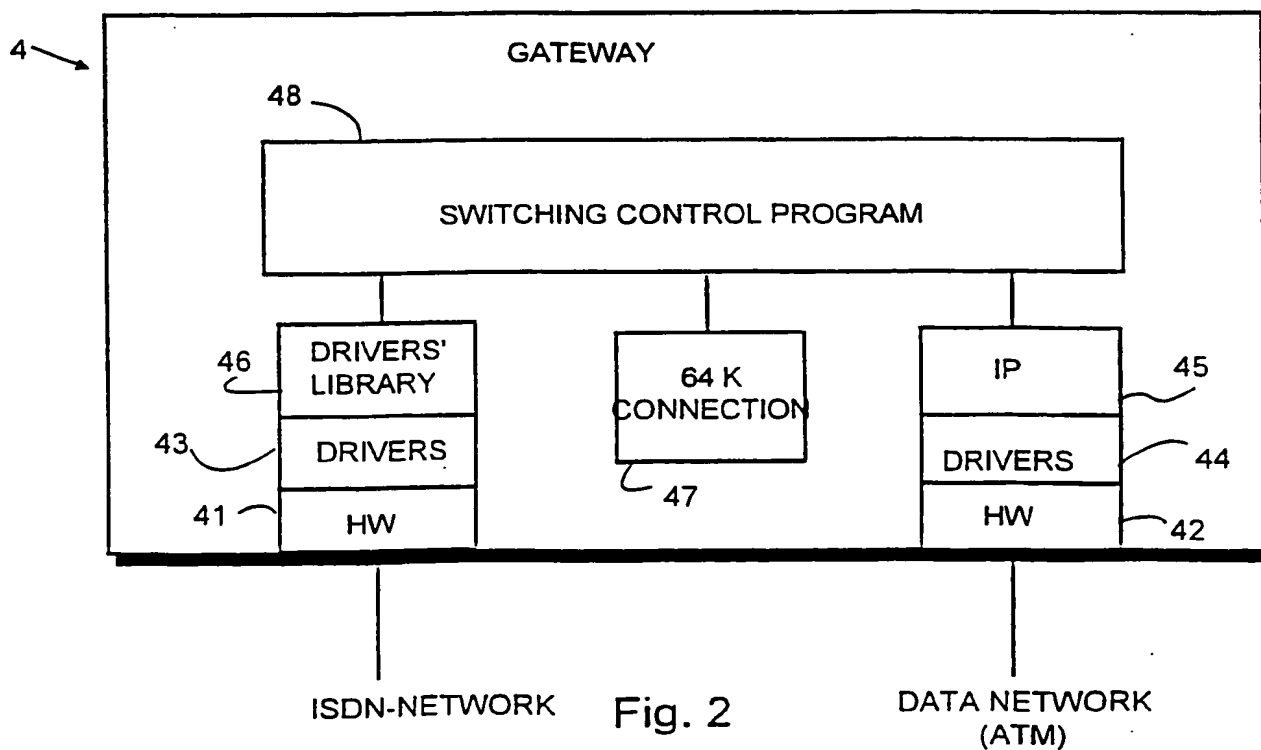 4
GATEWAY
48
SWITCHING CONTROL PROGRAM
46
DRIVERS'
LIBRARY
64 K
CONNECTION
IP
45
43
DRIVERS
DRIVERS
44
41
HW
47
HW
42
ISDN-NETWORK
Fig. 2
DATA NETWORK
(ATM)